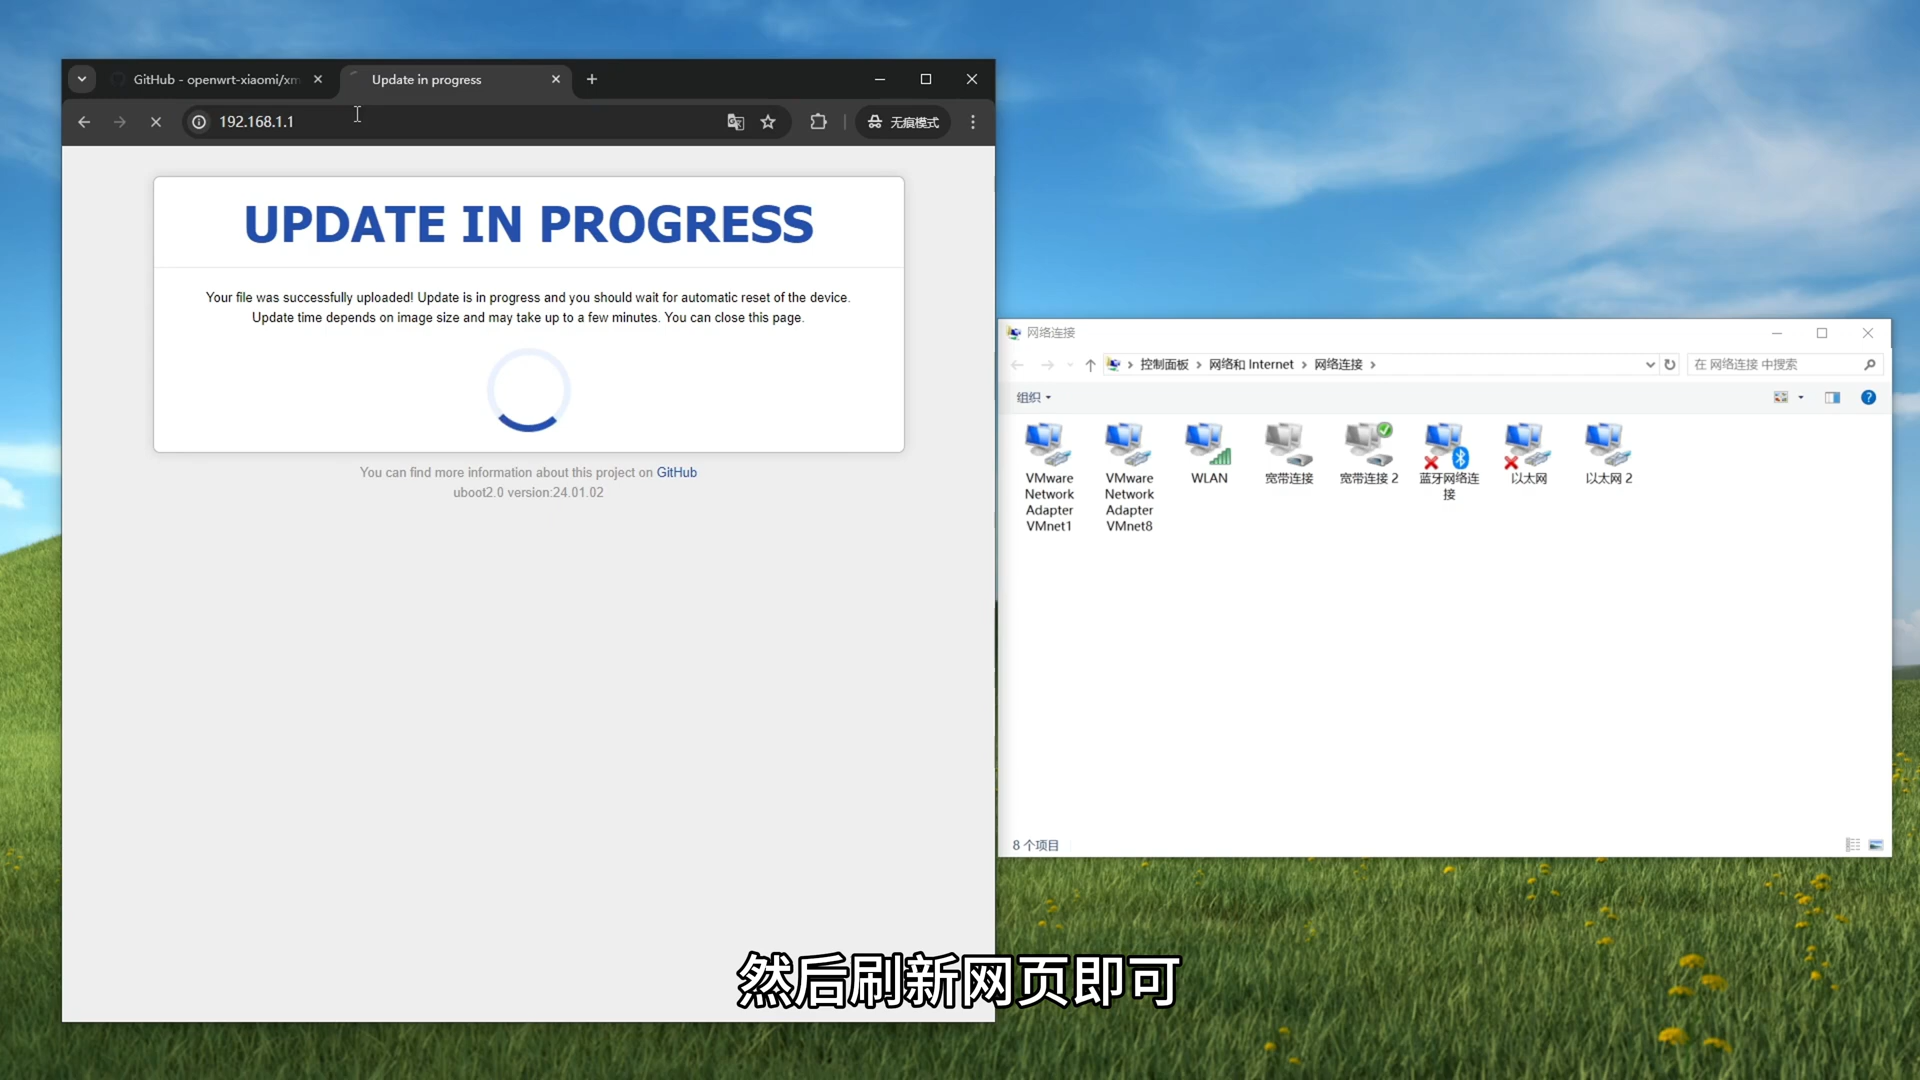 GitHub - openwrt-xiaomi/xm
Update in progress
192.168.1.1
无痕模式
UPDATE IN PROGRESS
Your file was successfully uploaded! Update is in progress and you should wait for automatic reset of the device.
Update time depends on image size and may take up to a few minutes. You can close this page.
You can find more information about this project on GitHub
uboot2.0 version:24.01.02
网络连接
控制面板 › 网络和 Internet › 网络连接 ›
在 网络连接 中搜索
组织
VMware
Network
Adapter
VMnet1
VMware
Network
Adapter
VMnet8
WLAN
宽带连接
宽带连接 2
蓝牙网络连
接
以太网
以太网 2
8 个项目
然后刷新网页即可